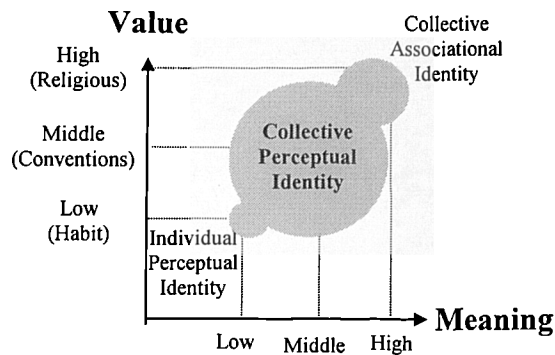 Value
Collective
Associational
Identity
High
(Religious)
Middle
(Conventions)
Collective
Perceptual
Identity
Low
(Habit)
Individual
Perceptual
Identity
Meaning
Low
Middle
High